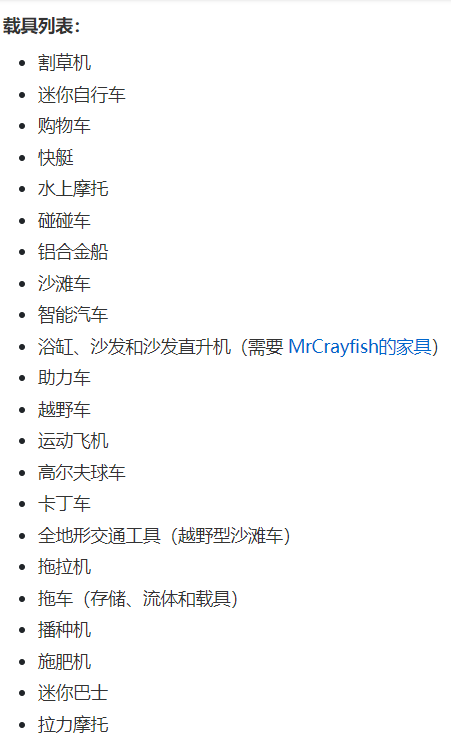 载具列表：
割草机
迷你自行车
购物车
快艇
水上摩托
碰碰车
铝合金船
沙滩车
智能汽车
浴缸、沙发和沙发直升机（需要 MrCrayfish的家具）
助力车
越野车
运动飞机
高尔夫球车
卡丁车
全地形交通工具（越野型沙滩车）
拖拉机
拖车（存储、流体和载具）
播种机
施肥机
迷你巴士
拉力摩托